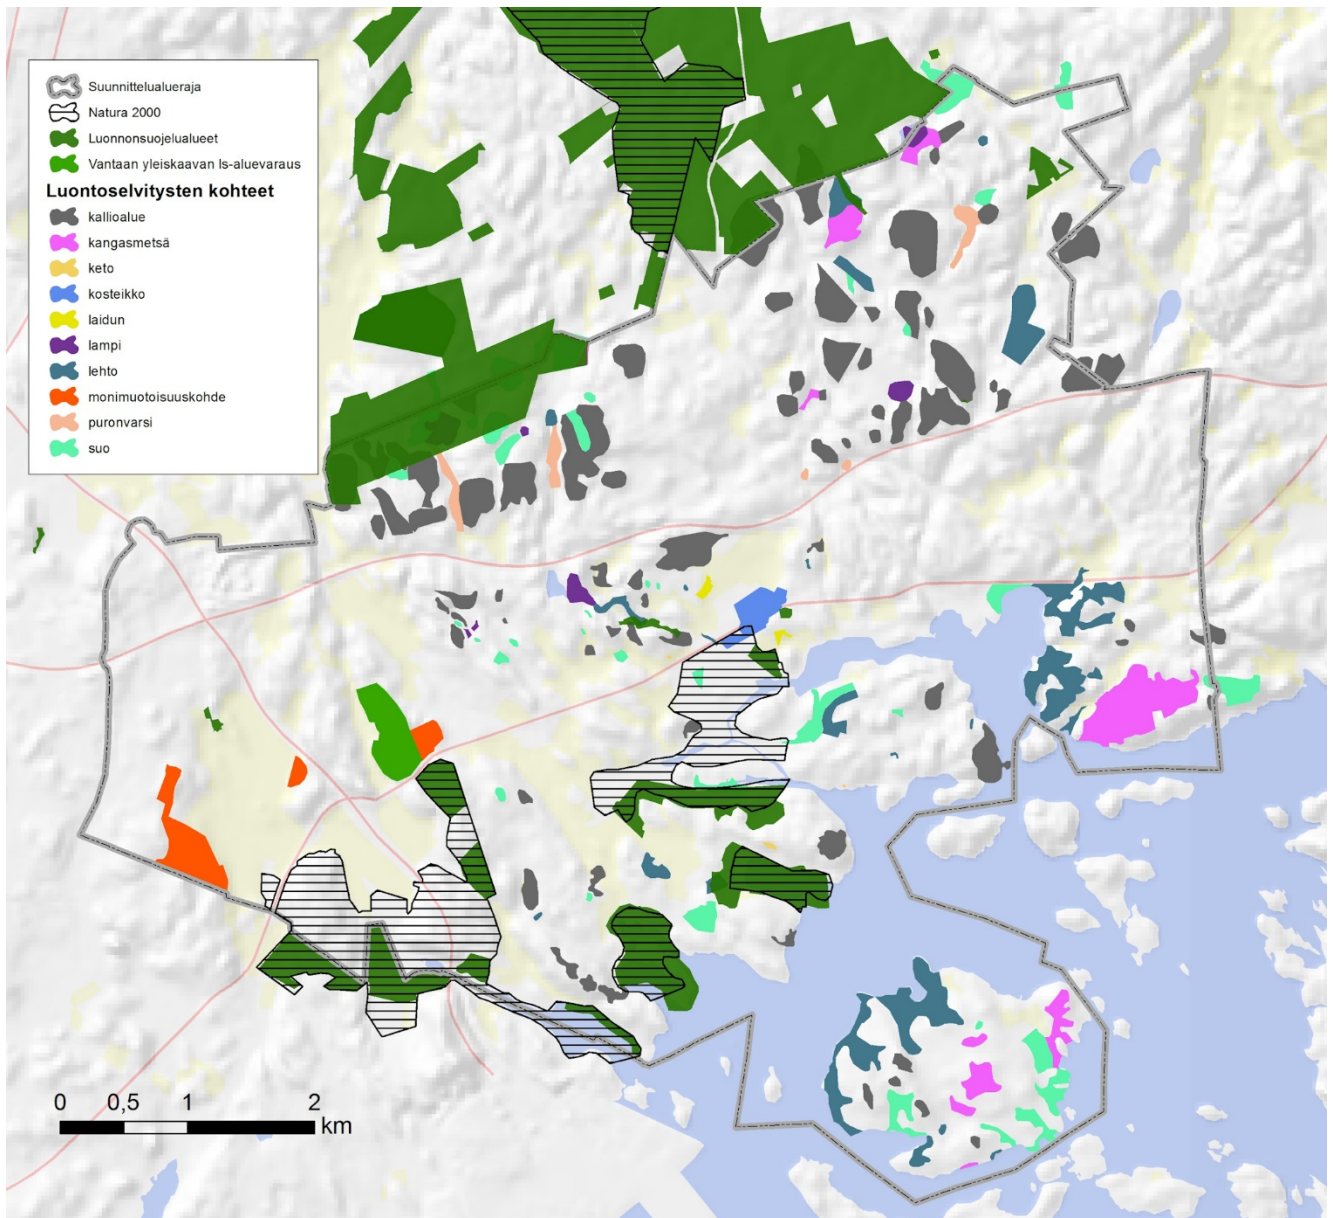 Suunnittelualueraja
Natura 2000
Luonnonsuojelualueet
Vantaan yleiskaavan ls-aluevaraus
Luontoselvitysten kohteet
kallioalue
kangasmetsä
keto
kosteikko
laidun
lampi
lehto
monimuotoisuuskohde
puronvarsi
suo
0 0,5 1 2
km